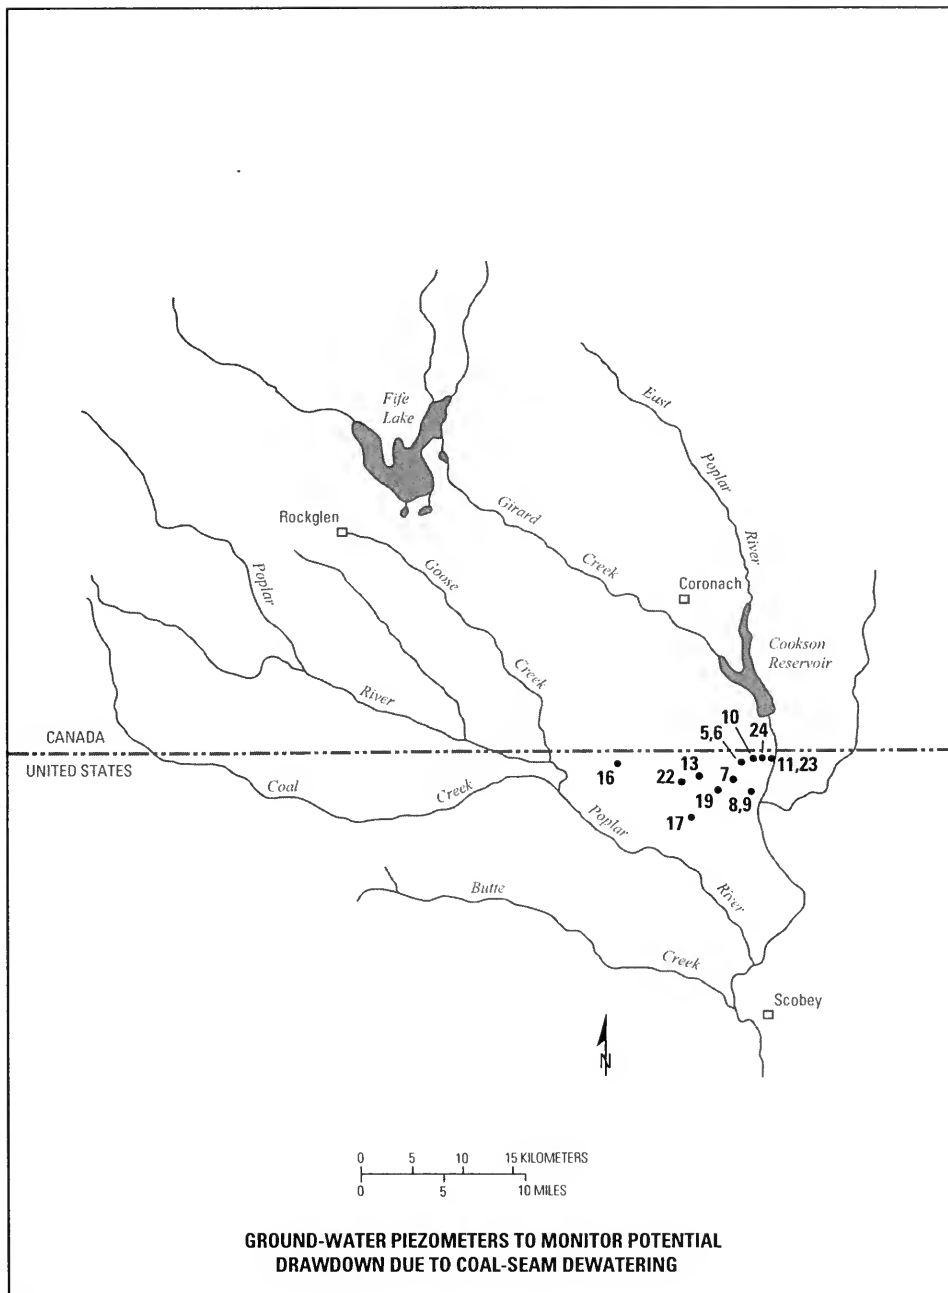 Fife
Lake
East
Poplar
River
Rockglen
Girard
Creek
Goose
Creek
Coronach
Poplar
River
Cookson
Reservoir
CANADA
UNITED STATES
10
5,6
24
11,23
16
13
22
7
19
8,9
17
Coal
Creek
Poplar
River
Butte
Creek
Scobey
N
0 5 10 15 KILOMETERS
0 5 10 MILES
GROUND-WATER PIEZOMETERS TO MONITOR POTENTIAL
DRAWDOWN DUE TO COAL-SEAM DEWATERING